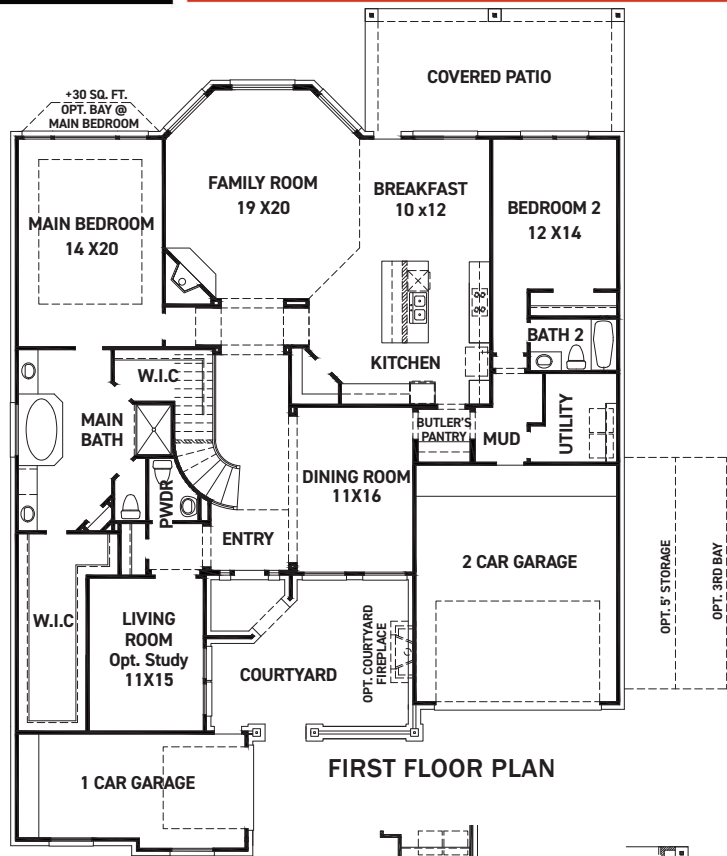 COVERED PATIO
+30 SQ. FT.
OPT. BAY @
MAIN BEDROOM
FAMILY ROOM
19 X20
BREAKFAST
10 x12
BEDROOM 2
12 X14
MAIN BEDROOM
14 X20
BATH 2
KITCHEN
W.I.C
MAIN
BATH
BUTLER'S
PANTRY
MUD
UTILITY
PWDR
DINING ROOM
11X16
ENTRY
2 CAR GARAGE
OPT. 5' STORAGE
OPT. 3RD BAY
W.I.C
LIVING
ROOM
Opt. Study
11X15
COURTYARD
OPT. COURTYARD
FIREPLACE
FIRST FLOOR PLAN
1 CAR GARAGE